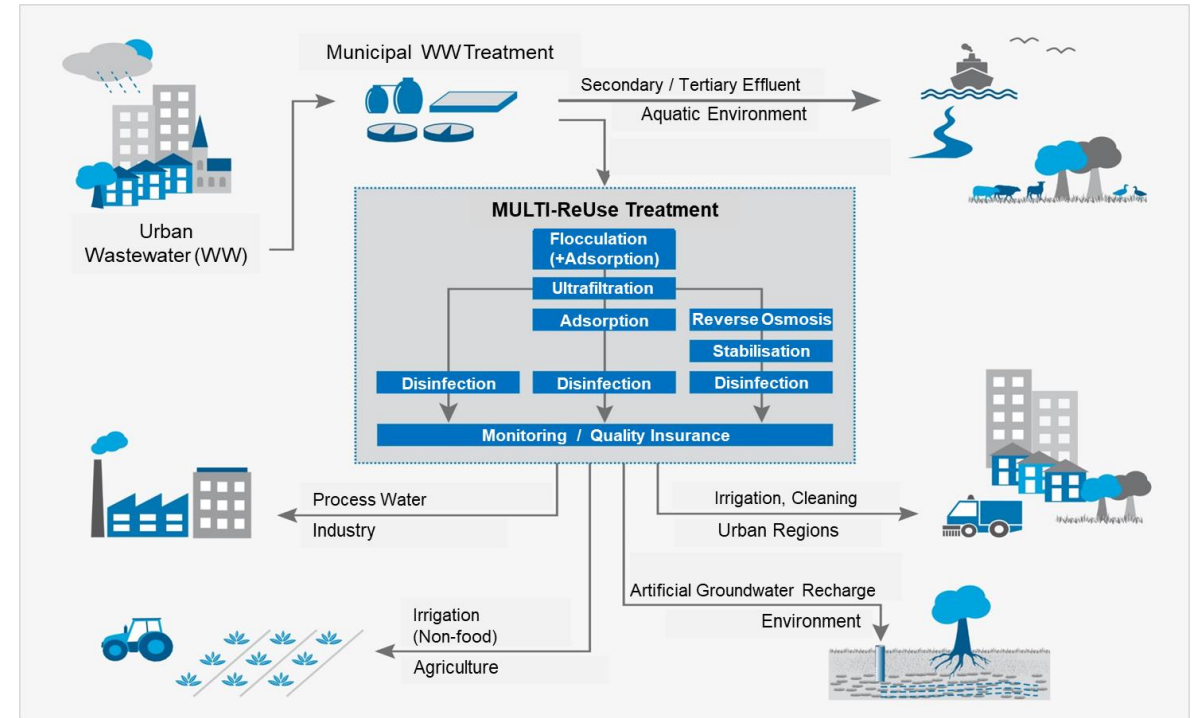 Municipal WW Treatment
Secondary / Tertiary Effluent
Aquatic Environment
Urban
Wastewater (WW)
MULTI-ReUse Treatment
Flocculation
(+Adsorption)
Ultrafiltration
Adsorption
Reverse Osmosis
Stabilisation
Disinfection
Disinfection
Disinfection
Monitoring / Quality Insurance
Process Water
Industry
Irrigation, Cleaning
Urban Regions
Irrigation
(Non-food)
Agriculture
Artificial Groundwater Recharge
Environment